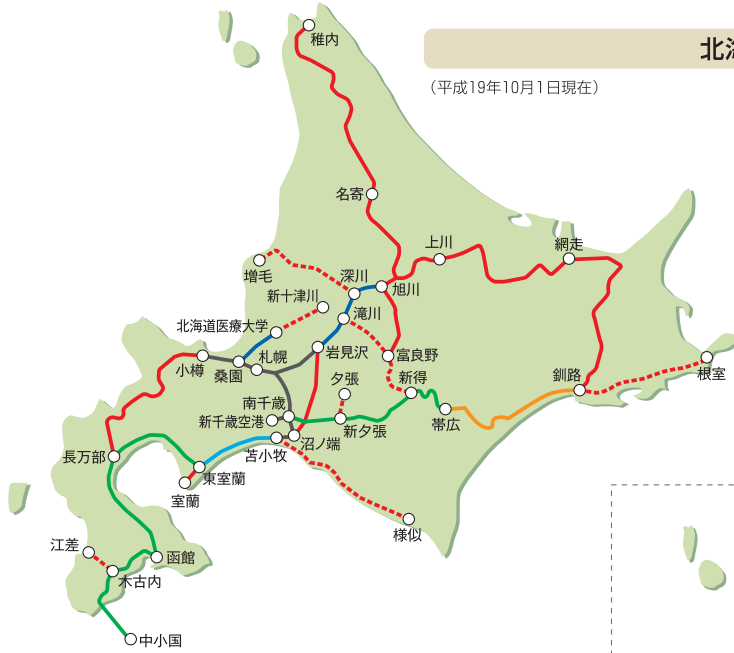 北海
（平成19年10月1日現在）
稚内
名寄
上川
網走
増毛
深川
旭川
新十津川
滝川
北海道医療大学
札幌
岩見沢
富良野
小樽
桑園
夕張
新得
釧路
根室
南千歳
新千歳空港
新夕張
帯広
苫小牧
沼ノ端
長万部
東室蘭
室蘭
様似
江差
函館
木古内
中小国